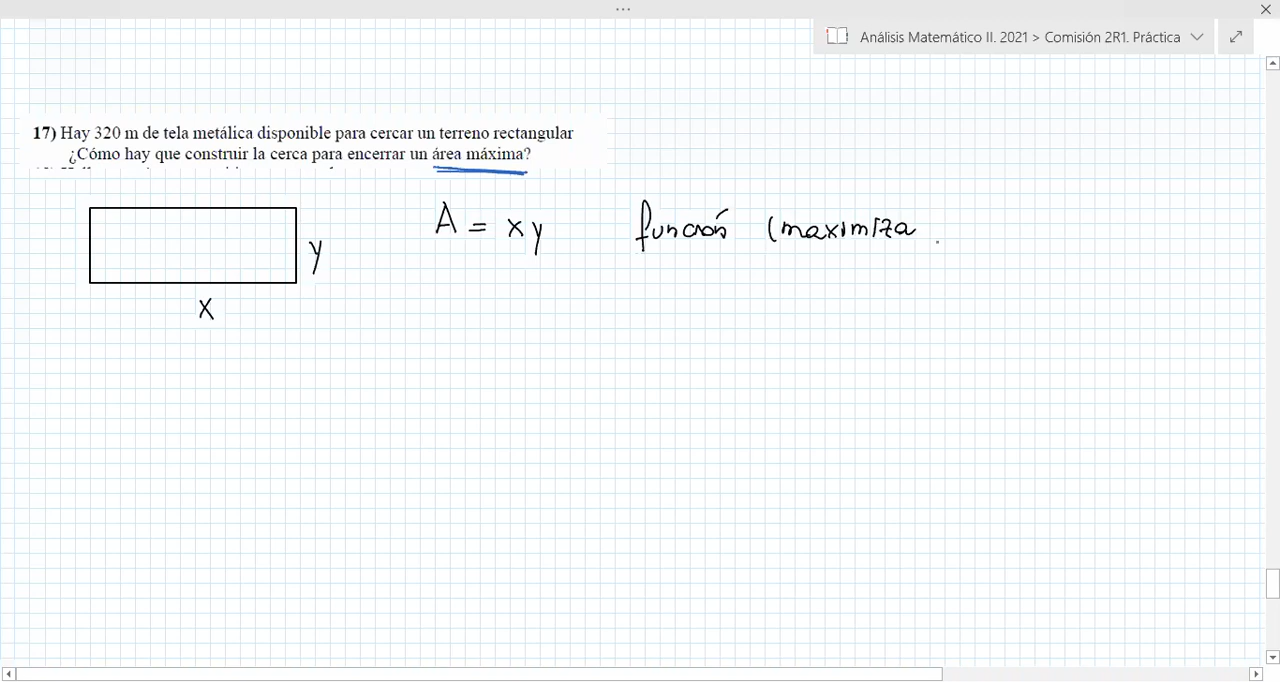 Análisis Matemático II. 2021 > Comisión 2R1. Práctica
17) Hay 320 m de tela metálica disponible para cercar un terreno rectangular
¿Cómo hay que construir la cerca para encerrar un área máxima?
A = x y función (maximiza
y
x